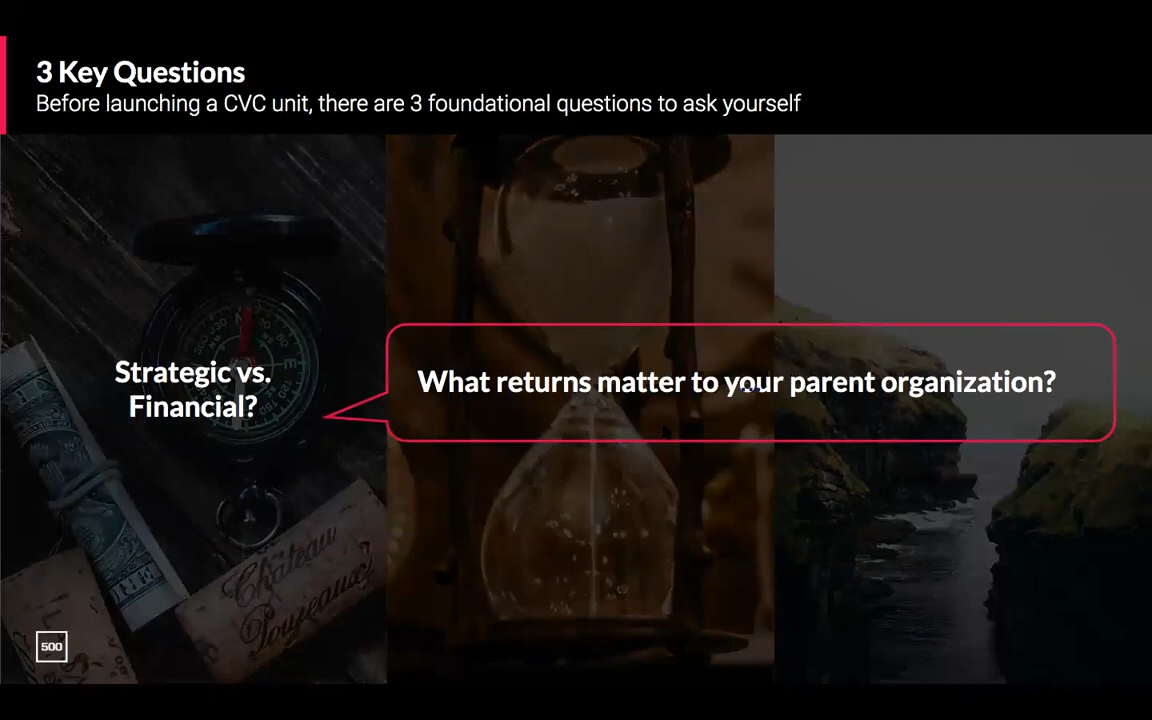 3 Key Questions
Before launching a CVC unit, there are 3 foundational questions to ask yourself
Strategic vs.
Financial?
What returns matter to your parent organization?
Château
500